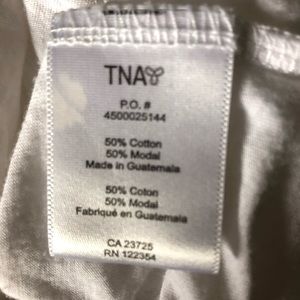 TNA
P.O. #
4500025144
50% Cotton
50% Modal
Made in Guatemala
50% Coton
50% Modal
Fabriqué en Guatemala
CA 23725
RN 122354